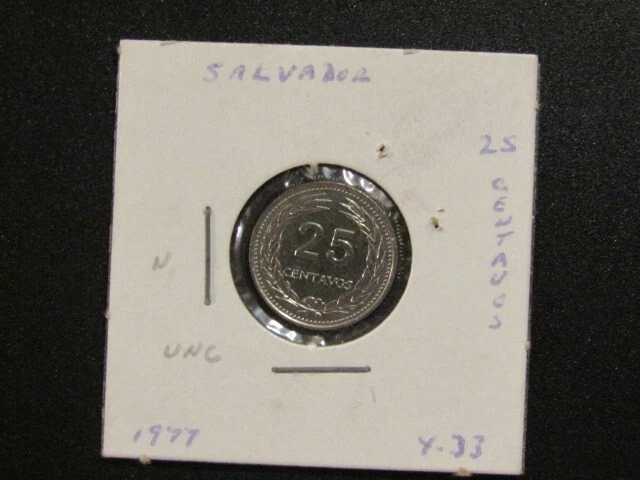 SALVADOR
25
CENTAVOS
25
CENTAVOS
N
UNC
1977
Y-33